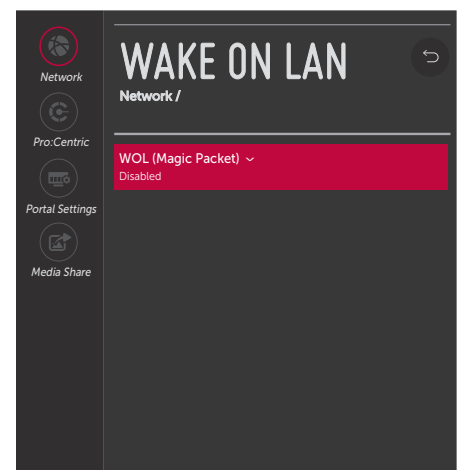 WAKE ON LAN
Network /
Network
Pro:Centric
Portal Settings
Media Share
WOL (Magic Packet)
Disabled